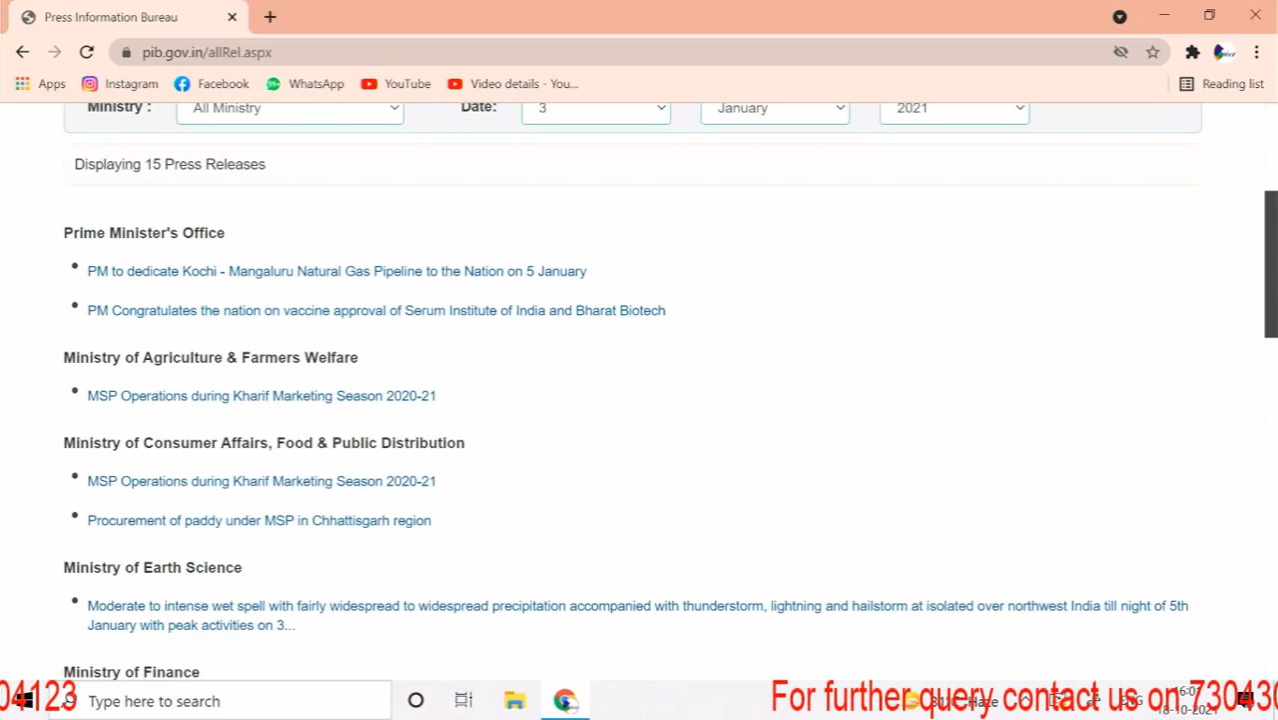 Press Information Bureau
pib.gov.in/allRel.aspx
Apps Instagram Facebook WhatsApp YouTube Video details - You... Reading list
Ministry : All Ministry Date: 3 January 2021
Displaying 15 Press Releases
Prime Minister's Office
PM to dedicate Kochi - Mangaluru Natural Gas Pipeline to the Nation on 5 January
PM Congratulates the nation on vaccine approval of Serum Institute of India and Bharat Biotech
Ministry of Agriculture & Farmers Welfare
MSP Operations during Kharif Marketing Season 2020-21
Ministry of Consumer Affairs, Food & Public Distribution
MSP Operations during Kharif Marketing Season 2020-21
Procurement of paddy under MSP in Chhattisgarh region
Ministry of Earth Science
Moderate to intense wet spell with fairly widespread to widespread precipitation accompanied with thunderstorm, lightning and hailstorm at isolated over northwest India till night of 5th
January with peak activities on 3...
Ministry of Finance
04123 Type here to search For further query contact us on 730430
18-10-2021